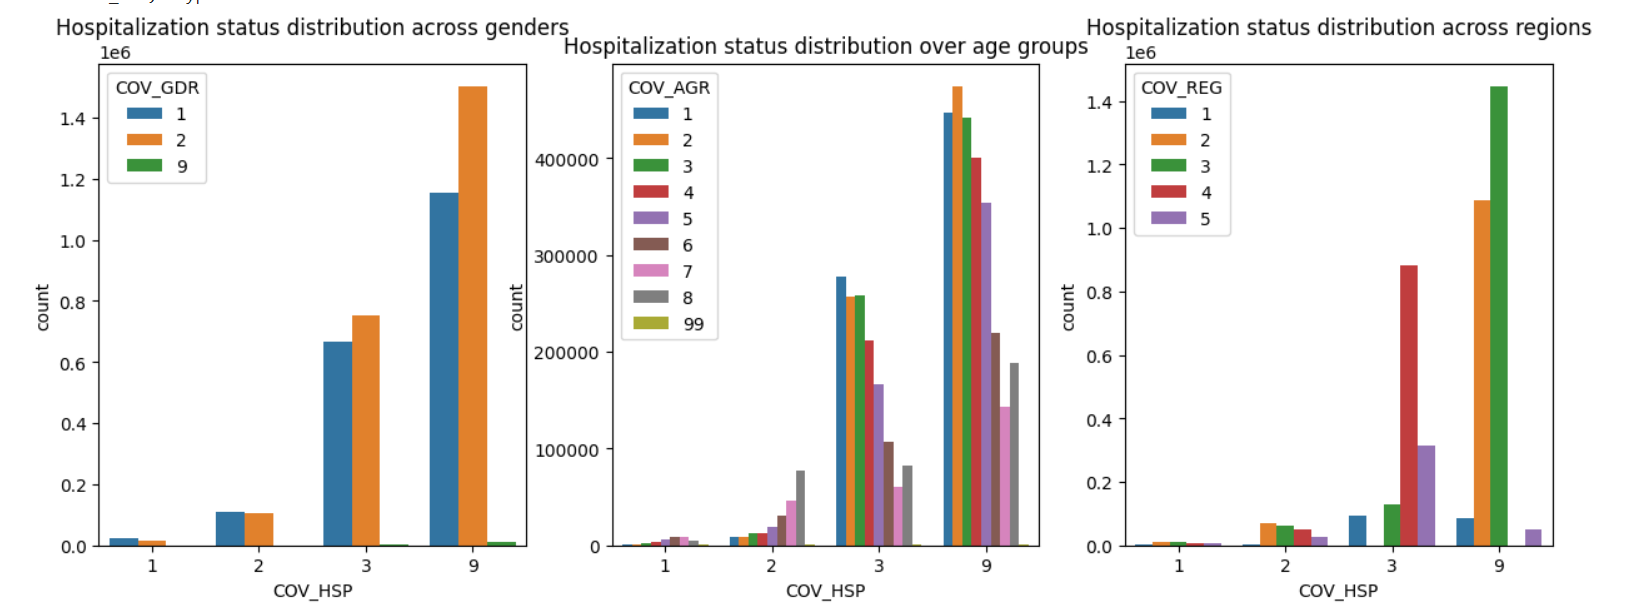 Hospitalization status distribution across genders
1e6
COV_GDR
1
2
9
1.4
1.2
1.0
0.8
0.6
0.4
0.2
0.0
count
1 2 3 9
COV_HSP
Hospitalization status distribution over age groups
COV_AGR
1
2
3
4
5
6
7
8
99
400000
300000
200000
100000
0
count
1 2 3 9
COV_HSP
Hospitalization status distribution across regions
1e6
COV_REG
1
2
3
4
5
1.4
1.2
1.0
0.8
0.6
0.4
0.2
0.0
count
1 2 3 9
COV_HSP